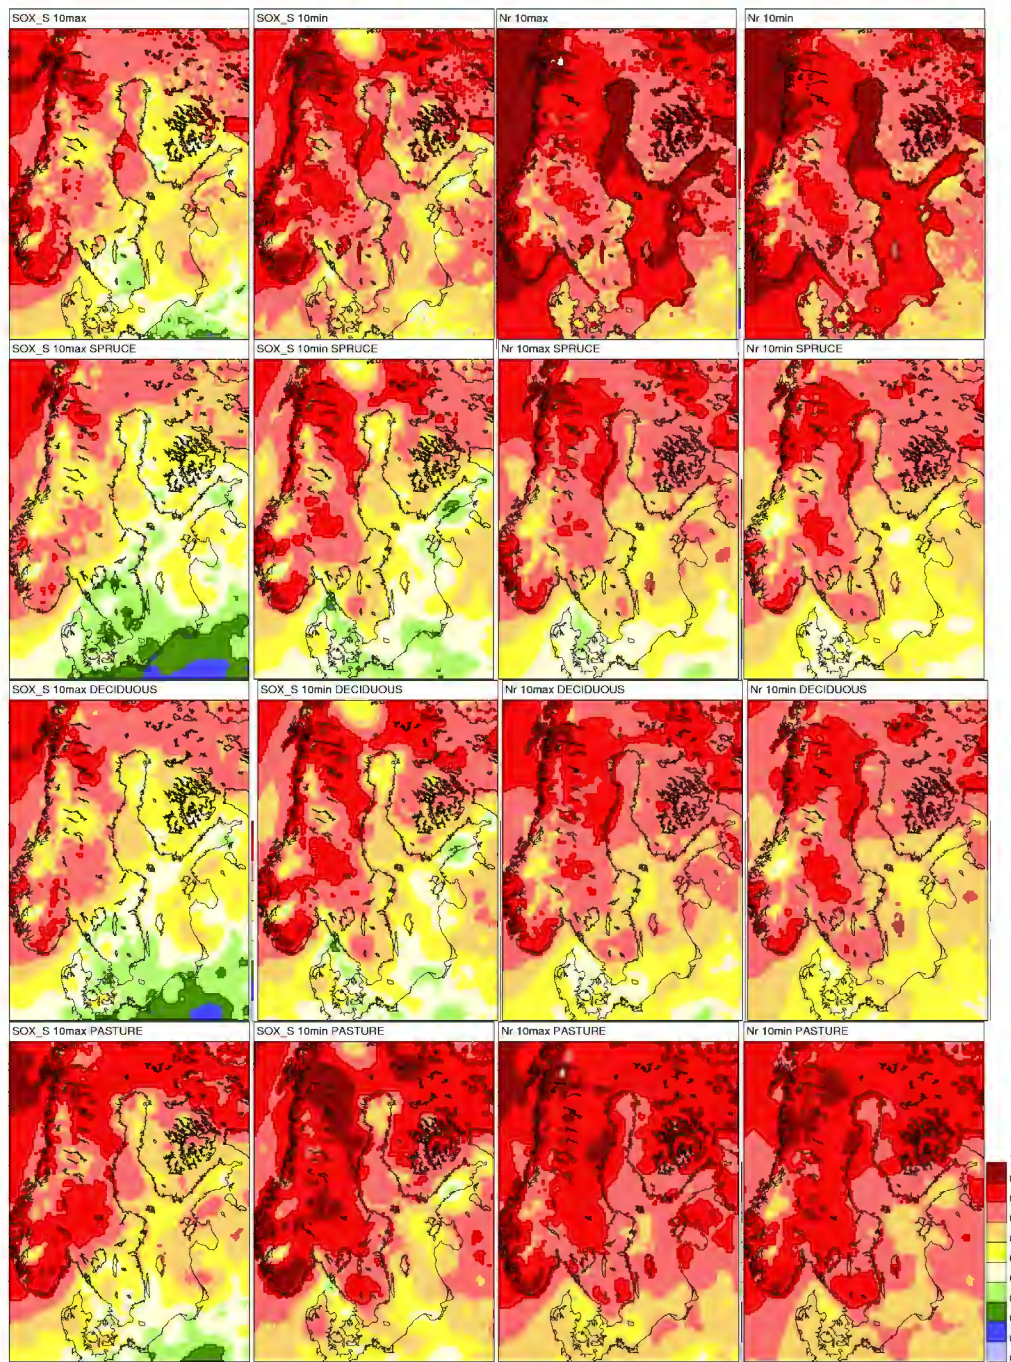 SOX_S 10max
SOX_S 10min
Nr 10max
Nr 10min
SOX_S 10max SPRUCE
SOX_S 10min SPRUCE
Nr 10max SPRUCE
Nr 10min SPRUCE
SOX_S 10max DECIDUOUS
SOX_S 10min DECIDUOUS
Nr 10max DECIDUOUS
Nr 10min DECIDUOUS
SOX_S 10max PASTURE
SOX_S 10min PASTURE
Nr 10max PASTURE
Nr 10min PASTURE